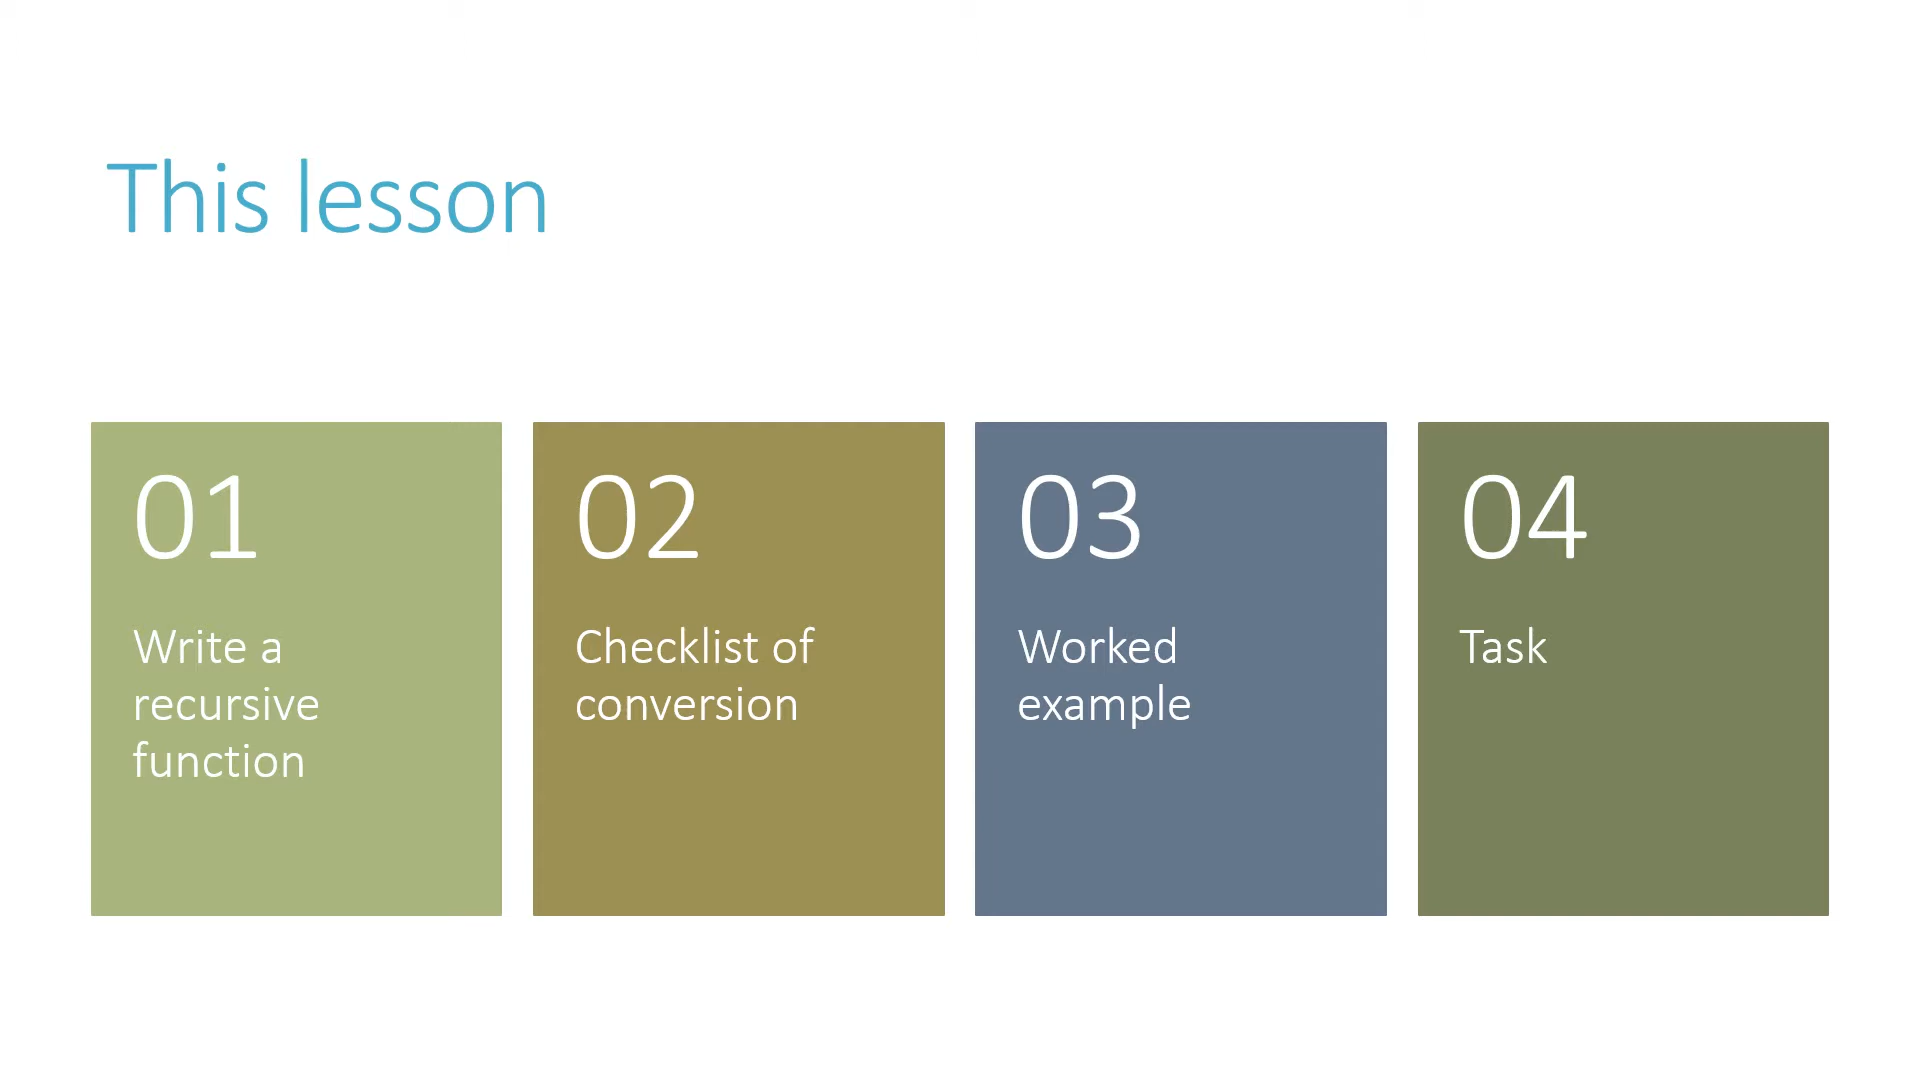 This lesson
01
Write a
recursive
function
02
Checklist of
conversion
03
Worked
example
04
Task